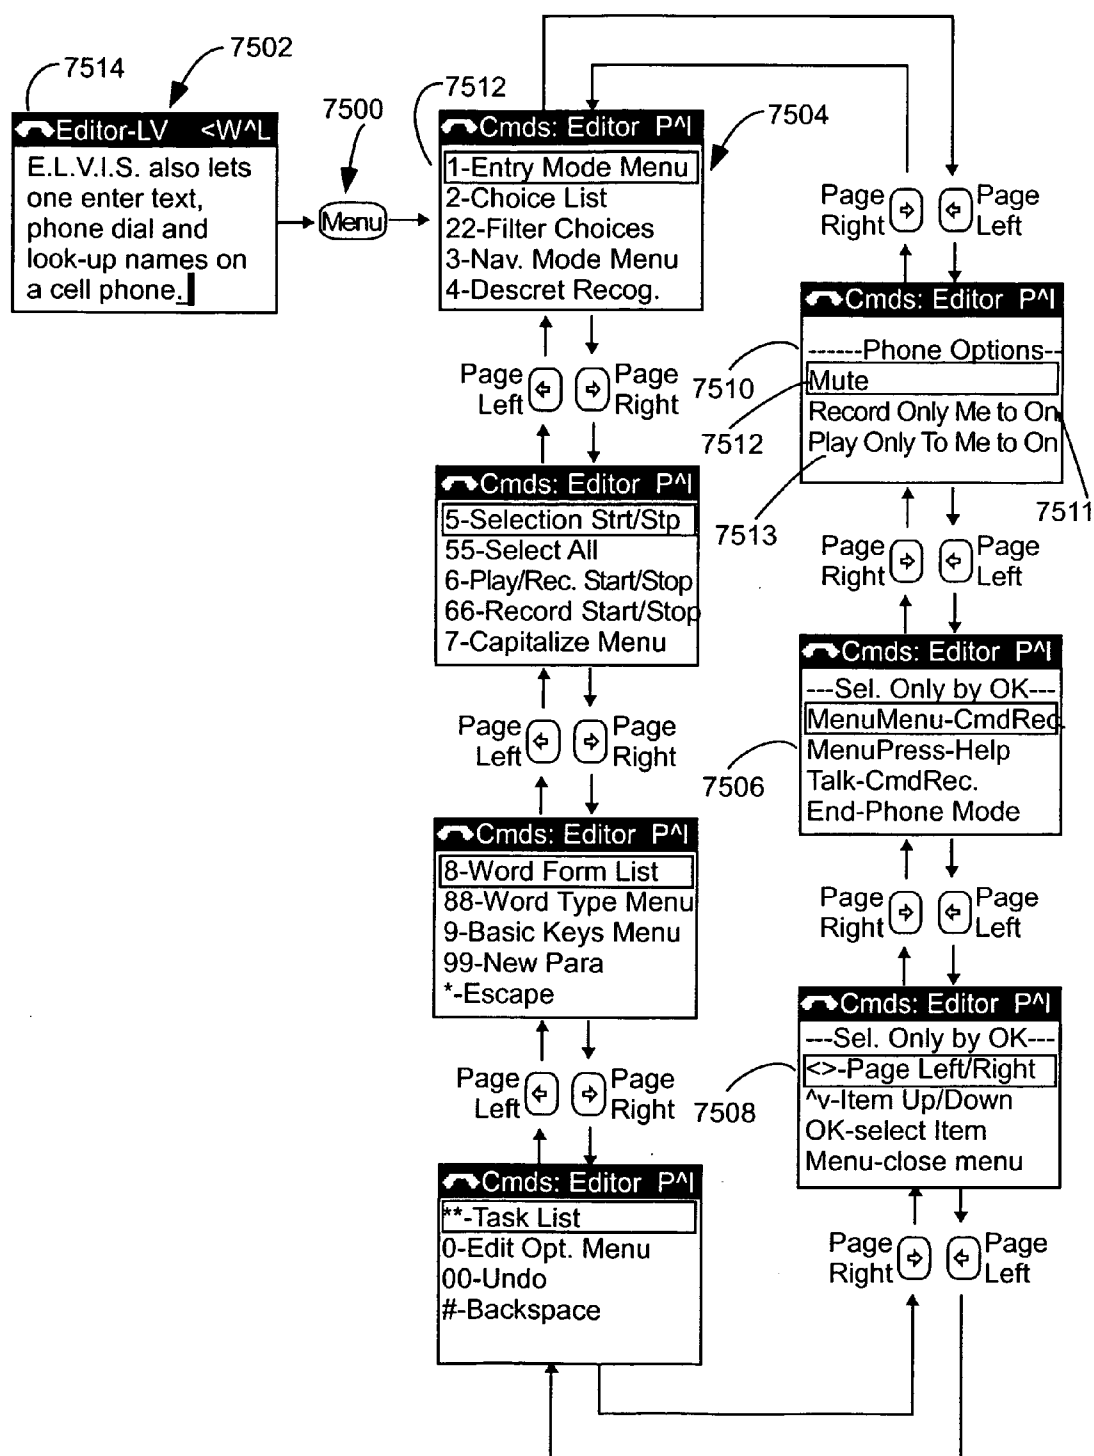 7514
7502
Editor-LV <W^L
E.L.V.I.S. also lets
one enter text,
phone dial and
look-up names on
a cell phone._
7500
Menu
7512
7504
Cmds: Editor P^I
1-Entry Mode Menu
2-Choice List
22-Filter Choices
3-Nav. Mode Menu
4-Descret Recog.
Page
Left
Page
Right
Cmds: Editor P^I
5-Selection Strt/Stp
55-Select All
6-Play/Rec. Start/Stop
66-Record Start/Stop
7-Capitalize Menu
Page
Left
Page
Right
Cmds: Editor P^I
8-Word Form List
88-Word Type Menu
9-Basic Keys Menu
99-New Para
*-Escape
Page
Left
Page
Right
Cmds: Editor P^I
**-Task List
0-Edit Opt. Menu
00-Undo
#-Backspace
Page
Right
Page
Left
Cmds: Editor P^I
------Phone Options--
Mute
Record Only Me to On
Play Only To Me to On
7510
7512
7513
7511
Page
Right
Page
Left
Cmds: Editor P^I
---Sel. Only by OK---
MenuMenu-CmdRec.
MenuPress-Help
Talk-CmdRec.
End-Phone Mode
7506
Page
Right
Page
Left
Cmds: Editor P^I
---Sel. Only by OK---
<>-Page Left/Right
^v-Item Up/Down
OK-select Item
Menu-close menu
7508
Page
Right
Page
Left